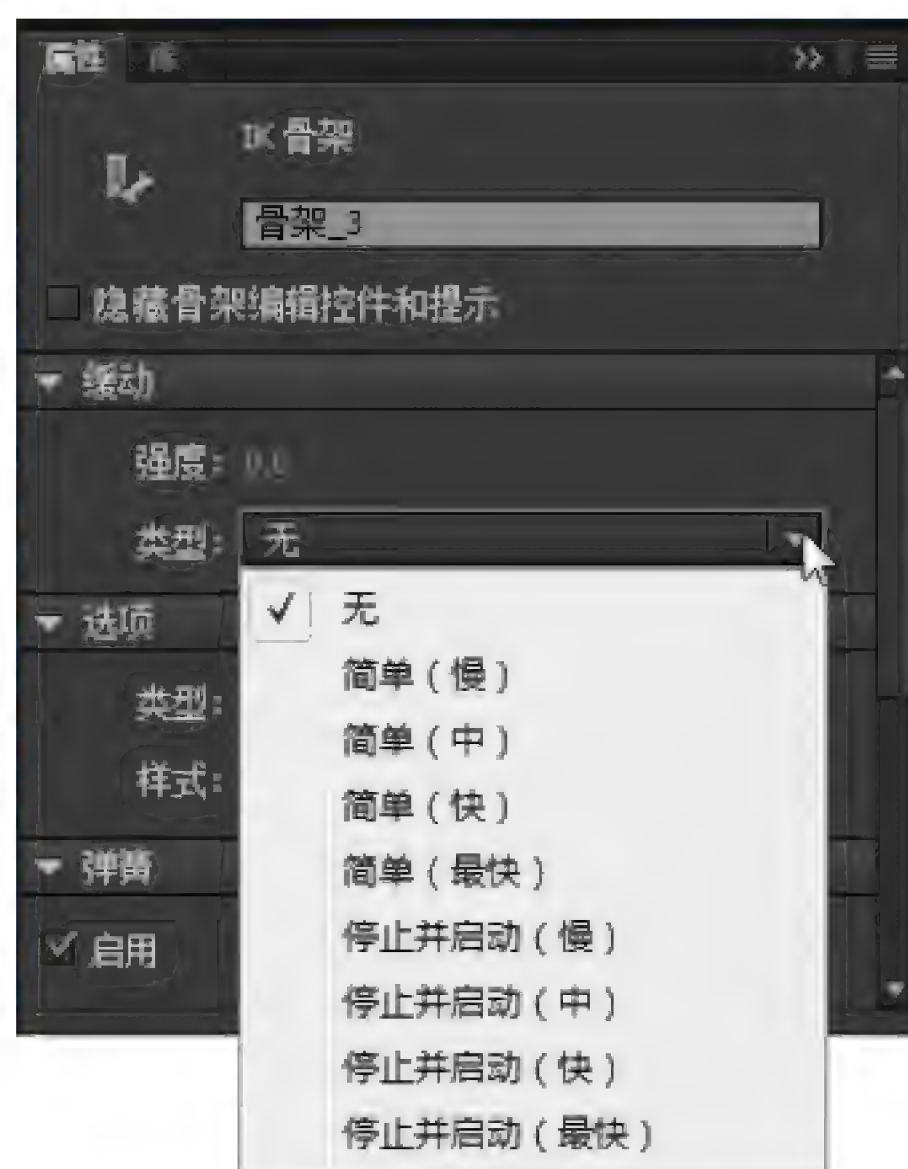 属性 库
IK 骨架
骨架_3
隐藏骨架编辑控件和提示
缓动
强度: 0.0
类型: 无
无
选项
简单（慢）
类型:
简单（中）
样式:
简单（快）
弹簧
简单（最快）
启用
停止并启动（慢）
停止并启动（中）
停止并启动（快）
停止并启动（最快）